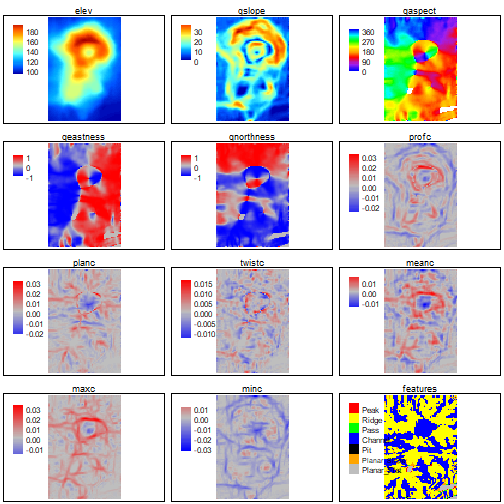 elev
qslope
qaspect
180
160
140
120
100
30
20
10
0
360
270
180
90
0
qeastness
qnorthness
profc
1
0
-1
1
0
-1
0.03
0.02
0.01
0.00
-0.01
-0.02
planc
twistc
meanc
0.03
0.02
0.01
0.00
-0.01
-0.02
0.015
0.010
0.005
0.000
-0.005
-0.010
0.01
0.00
-0.01
maxc
minc
features
0.03
0.02
0.01
0.00
-0.01
0.01
0.00
-0.01
-0.02
-0.03
Peak
Ridge
Pass
Chann
Pit
Planar
Planar